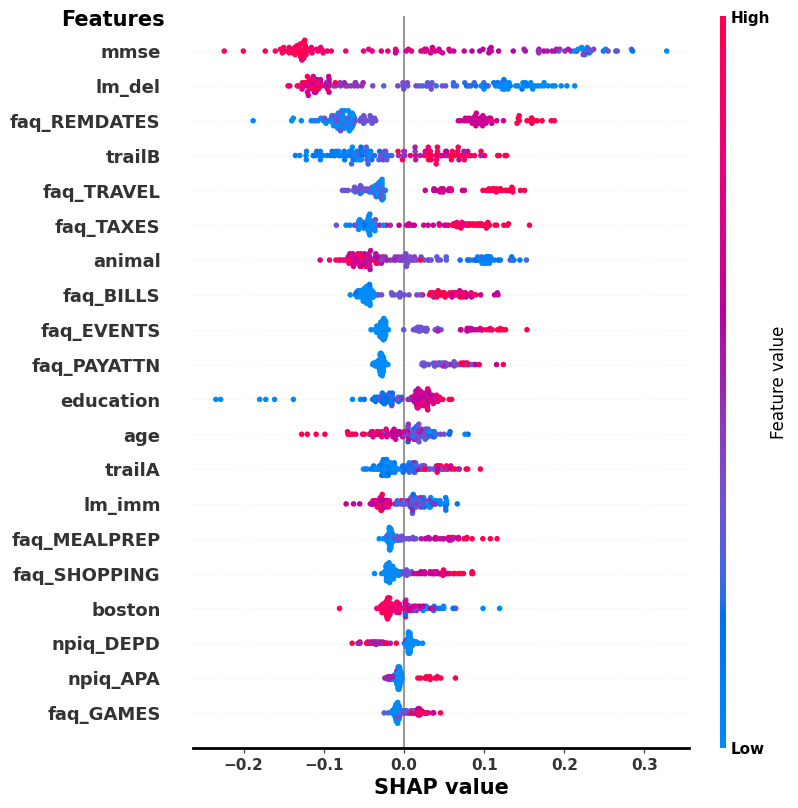 Features
High
mmse
lm_del
faq_REMDATES
trailB
faq_TRAVEL
faq_TAXES
animal
faq_BILLS
faq_EVENTS
faq_PAYATTN
education
age
trailA
lm_imm
faq_MEALPREP
faq_SHOPPING
boston
npiq_DEPD
npiq_APA
faq_GAMES
Feature value
Low
−0.2 −0.1 0.0 0.1 0.2 0.3
SHAP value